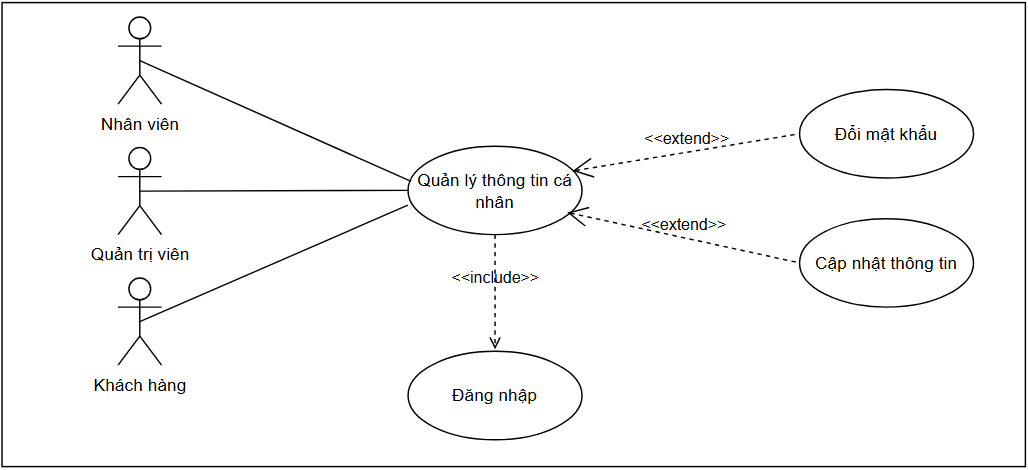 Nhân viên
Quản trị viên
Khách hàng
Quản lý thông tin cá
nhân
<<include>>
Đăng nhập
<<extend>>
Đổi mật khẩu
<<extend>>
Cập nhật thông tin